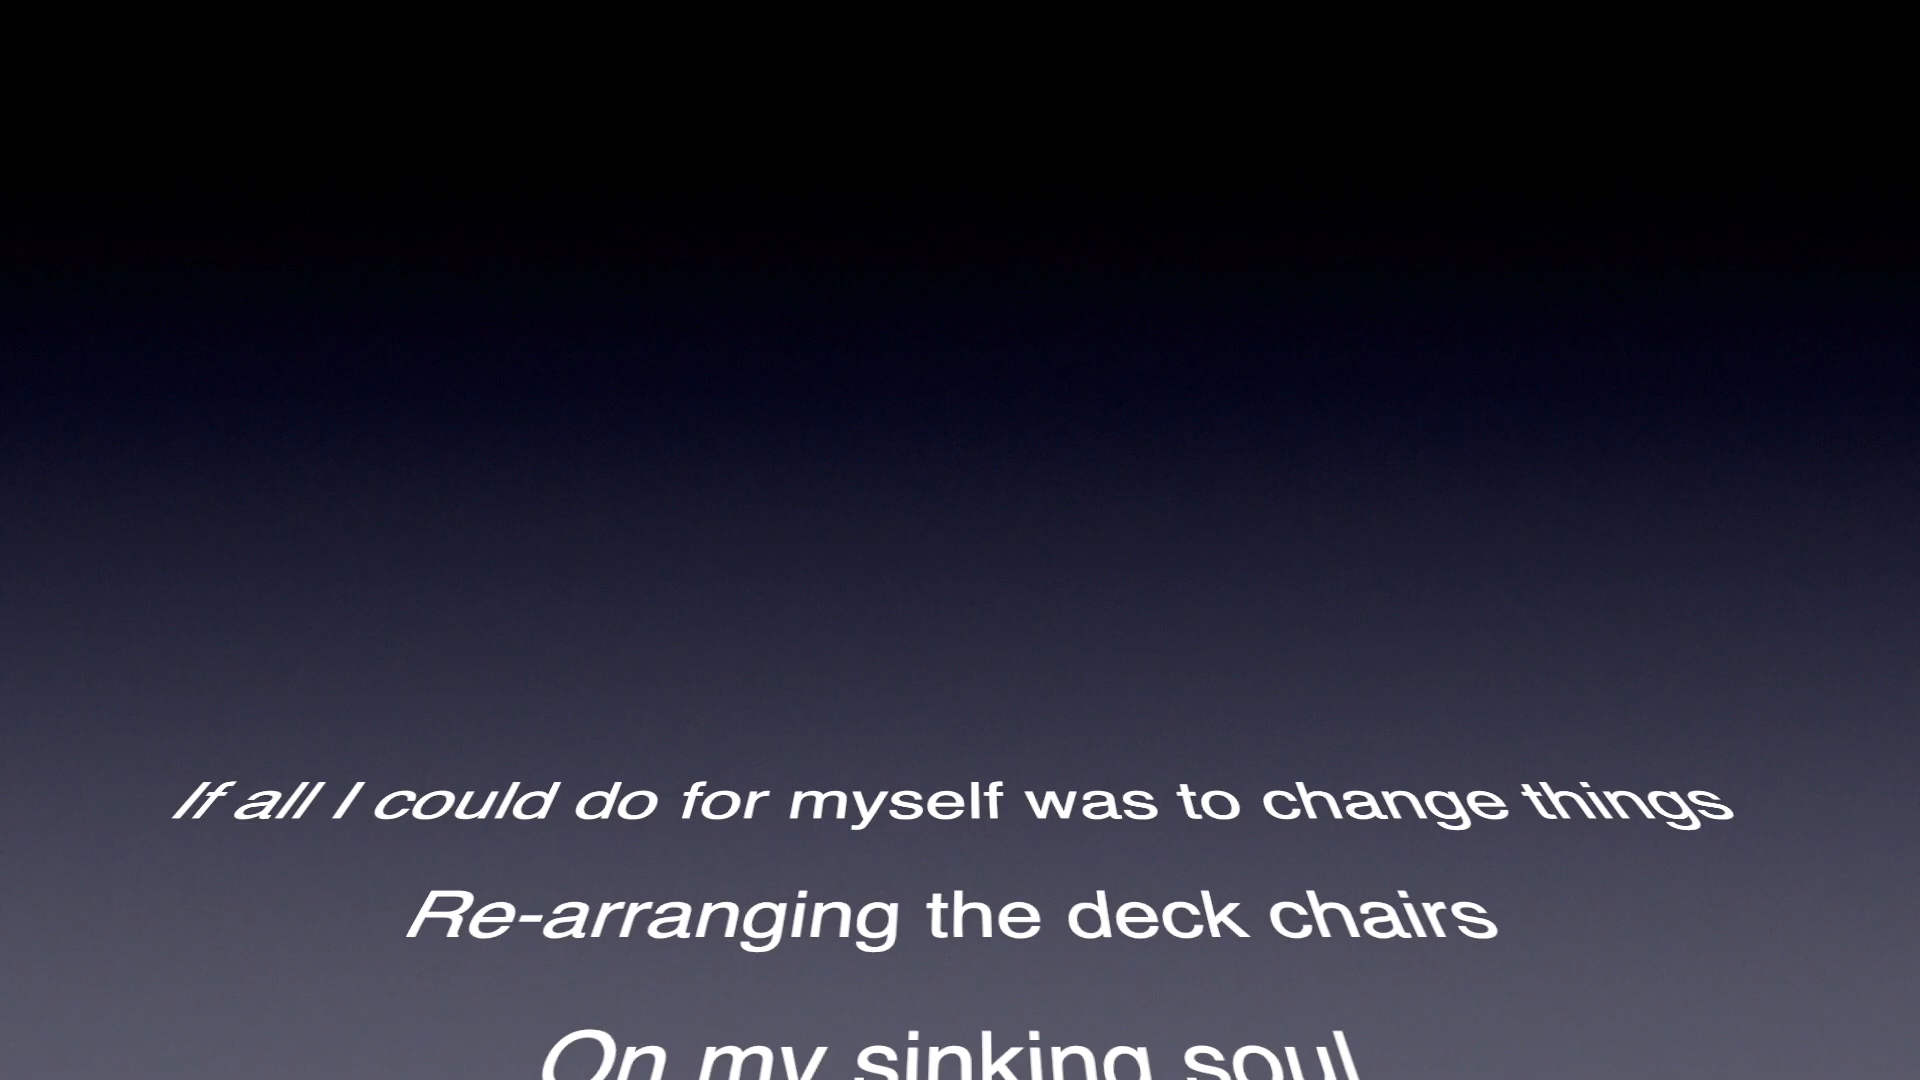 If all I could do for myself was to change things
Re-arranging the deck chairs
On my sinking soul